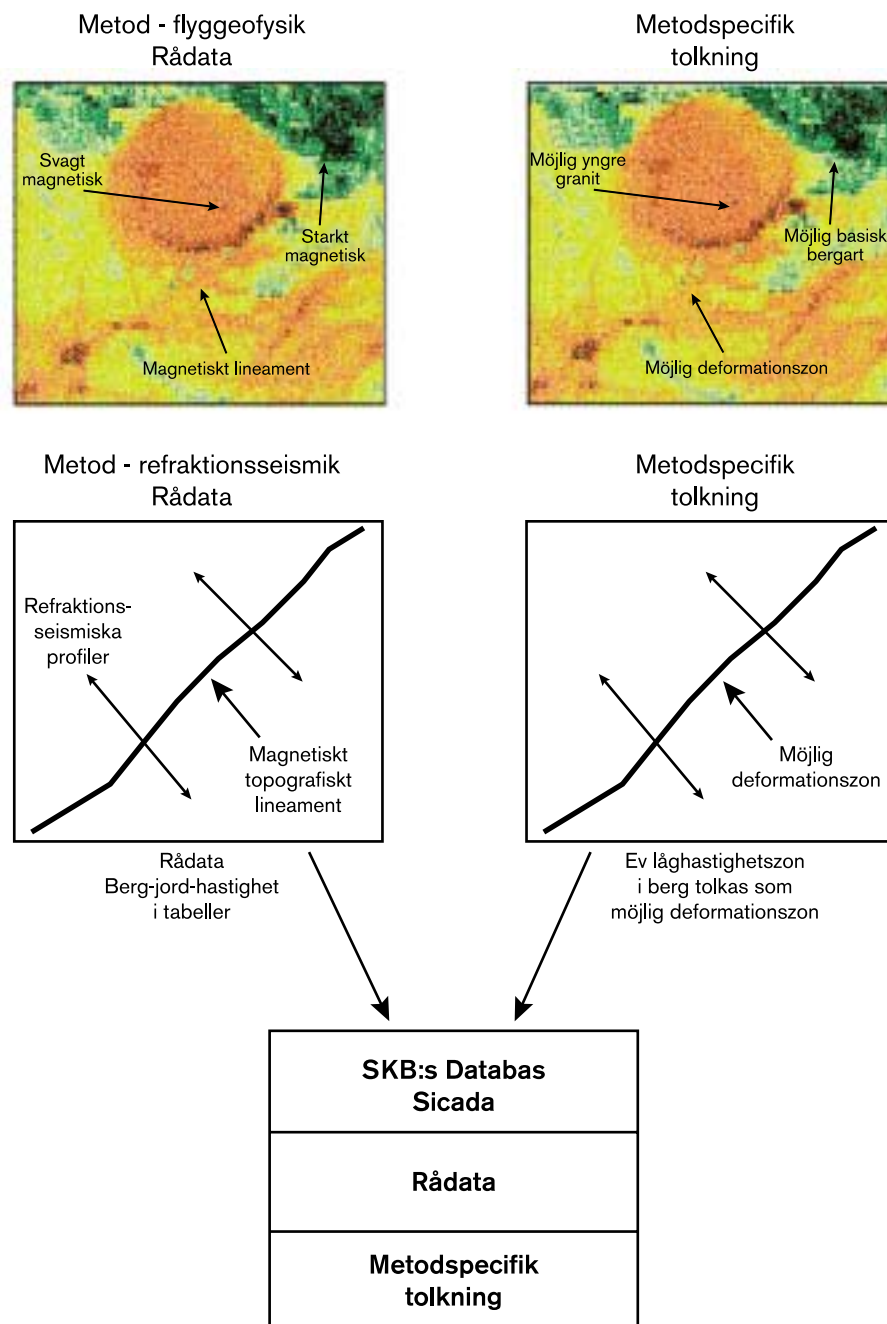 Metod - flyggeofysik
Rådata
Metodspecifik
tolkning
Svagt
magnetisk
Starkt
magnetisk
Magnetiskt lineament
Möjlig yngre
granit
Möjlig basisk
bergart
Möjlig deformationszon
Metod - refraktionsseismik
Rådata
Metodspecifik
tolkning
Refraktions-
seismiska
profiler
Magnetiskt
topografiskt
lineament
Möjlig
deformationszon
Rådata
Berg-jord-hastighet
i tabeller
Ev låghastighetszon
i berg tolkas som
möjlig deformationszon
SKB:s Databas
Sicada
Rådata
Metodspecifik
tolkning